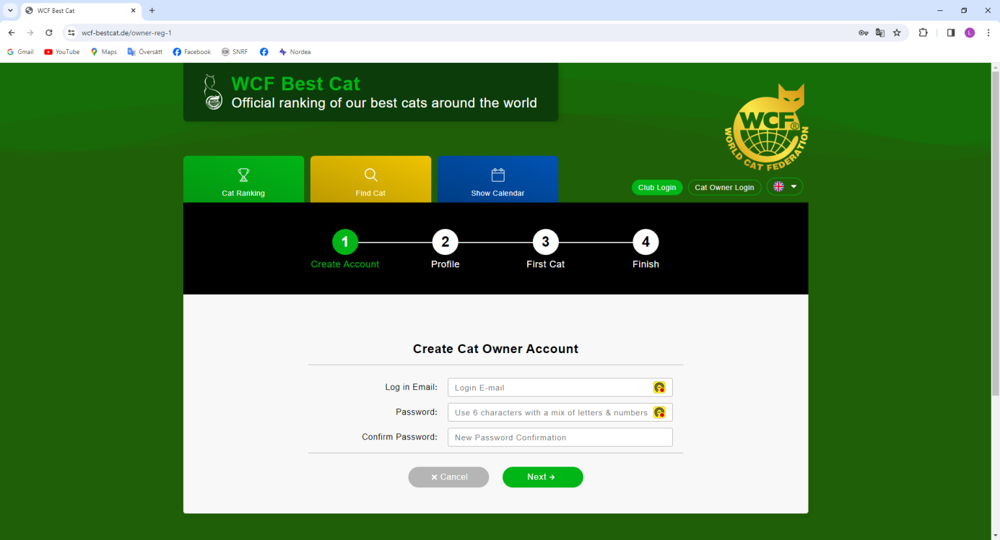 WCF Best Cat
wcf-bestcat.de/owner-reg-1
L
Gmail YouTube Maps Översätt Facebook SNRF Nordea
WCF Best Cat
Official ranking of our best cats around the world
WCF®
WORLD CAT FEDERATION
Cat Ranking
Find Cat
Show Calendar
Club Login
Cat Owner Login
1
2
3
4
Create Account
Profile
First Cat
Finish
Create Cat Owner Account
Log in Email: Login E-mail
Password: Use 6 characters with a mix of letters & numbers
Confirm Password: New Password Confirmation
Cancel
Next